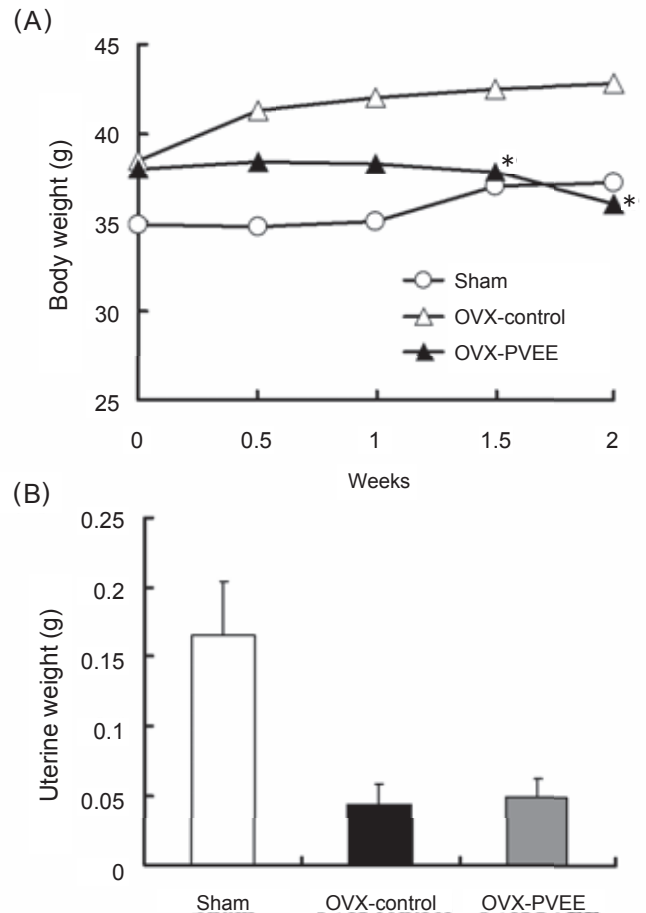 (A)
45
40
35
30
25
Body weight (g)
*
*
Sham
OVX-control
OVX-PVEE
0 0.5 1 1.5 2
Weeks
(B)
0.25
0.2
0.15
0.1
0.05
0
Uterine weight (g)
Sham OVX-control OVX-PVEE